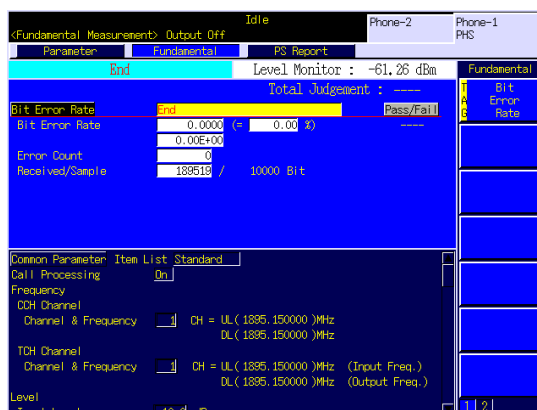 Idle
Phone-2
Phone-1
<Fundamental Measurement> Output Off
PHS
Parameter
Fundamental
PS Report
End
Level Monitor : -61.26 dBm
Fundamental
Total Judgement : ----
TAG
Bit Error Rate
Bit Error Rate
End
Pass/Fail
Bit Error Rate 0.0000 (= 0.00 %) ----
0.00E+00
Error Count 0
Received/Sample 189519 / 10000 Bit
Common Parameter Item List Standard
Call Processing On
Frequency
CCH Channel
Channel & Frequency 1 CH = UL( 1895.150000 )MHz
DL( 1895.150000 )MHz
TCH Channel
Channel & Frequency 1 CH = UL( 1895.150000 )MHz (Input Freq.)
DL( 1895.150000 )MHz (Output Freq.)
Level
1 2